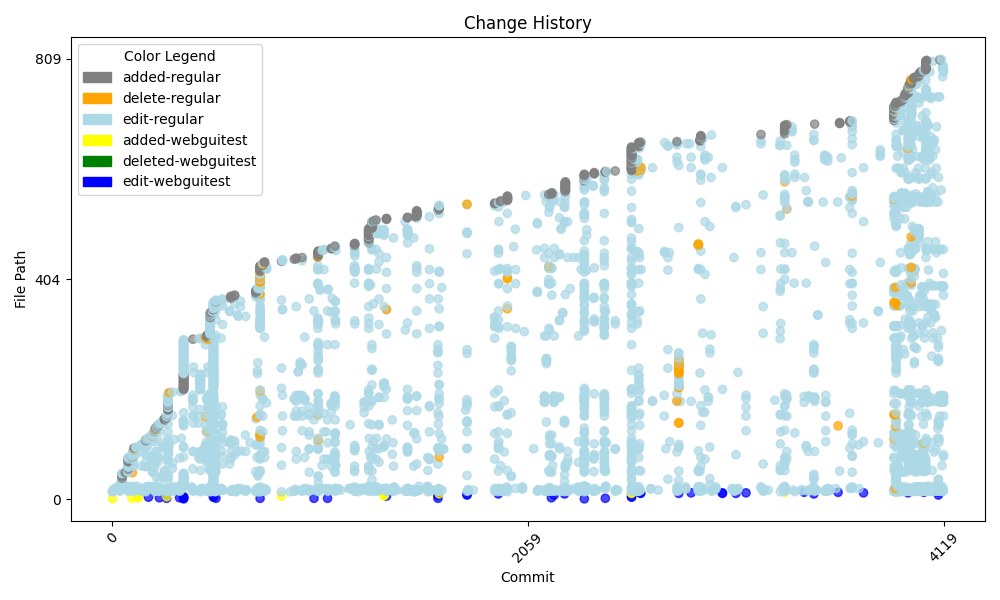 Change History
Color Legend
added-regular
delete-regular
edit-regular
added-webguitest
deleted-webguitest
edit-webguitest
File Path
809
404
0
0
2059
4119
Commit